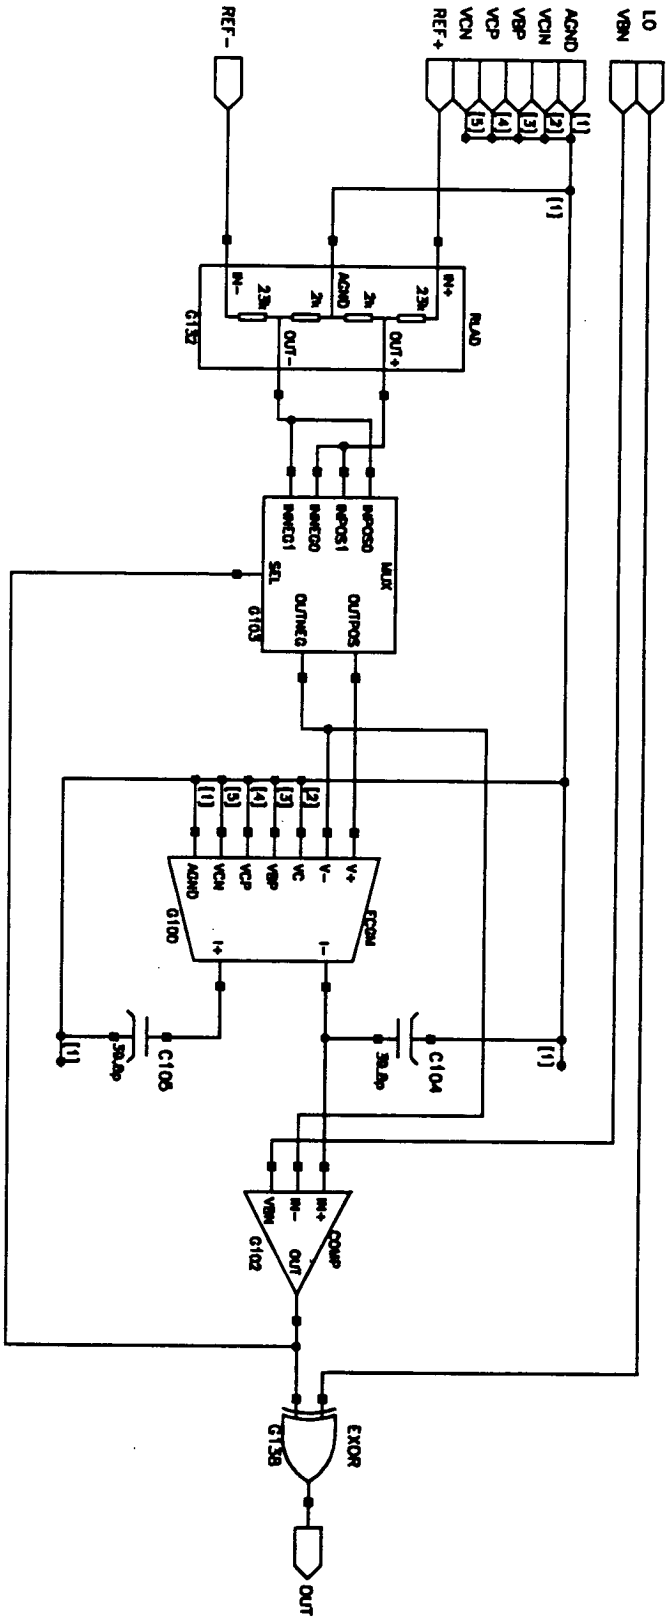 LO
VBN
AGND
[1]
VCIN
[2]
VBP
[3]
VCP
[4]
VCN
[5]
REF+
REF-
[1]
RLAD
IN+
23k
OUT+
2k
AGND
2k
OUT-
23k
IN-
G132
MUX
INPOS0
INPOS1
INNEG0
INNEG1
OUTPOS
OUTNEG
SEL
G103
V+
V-
[2]
VC
[3]
VBP
[4]
VCP
[5]
VCN
[1]
AGND
I-
I+
G100
[1]
C104
[1]
COMP
IN+
IN-
VBN
OUT
G102
EXOR
G138
OUT